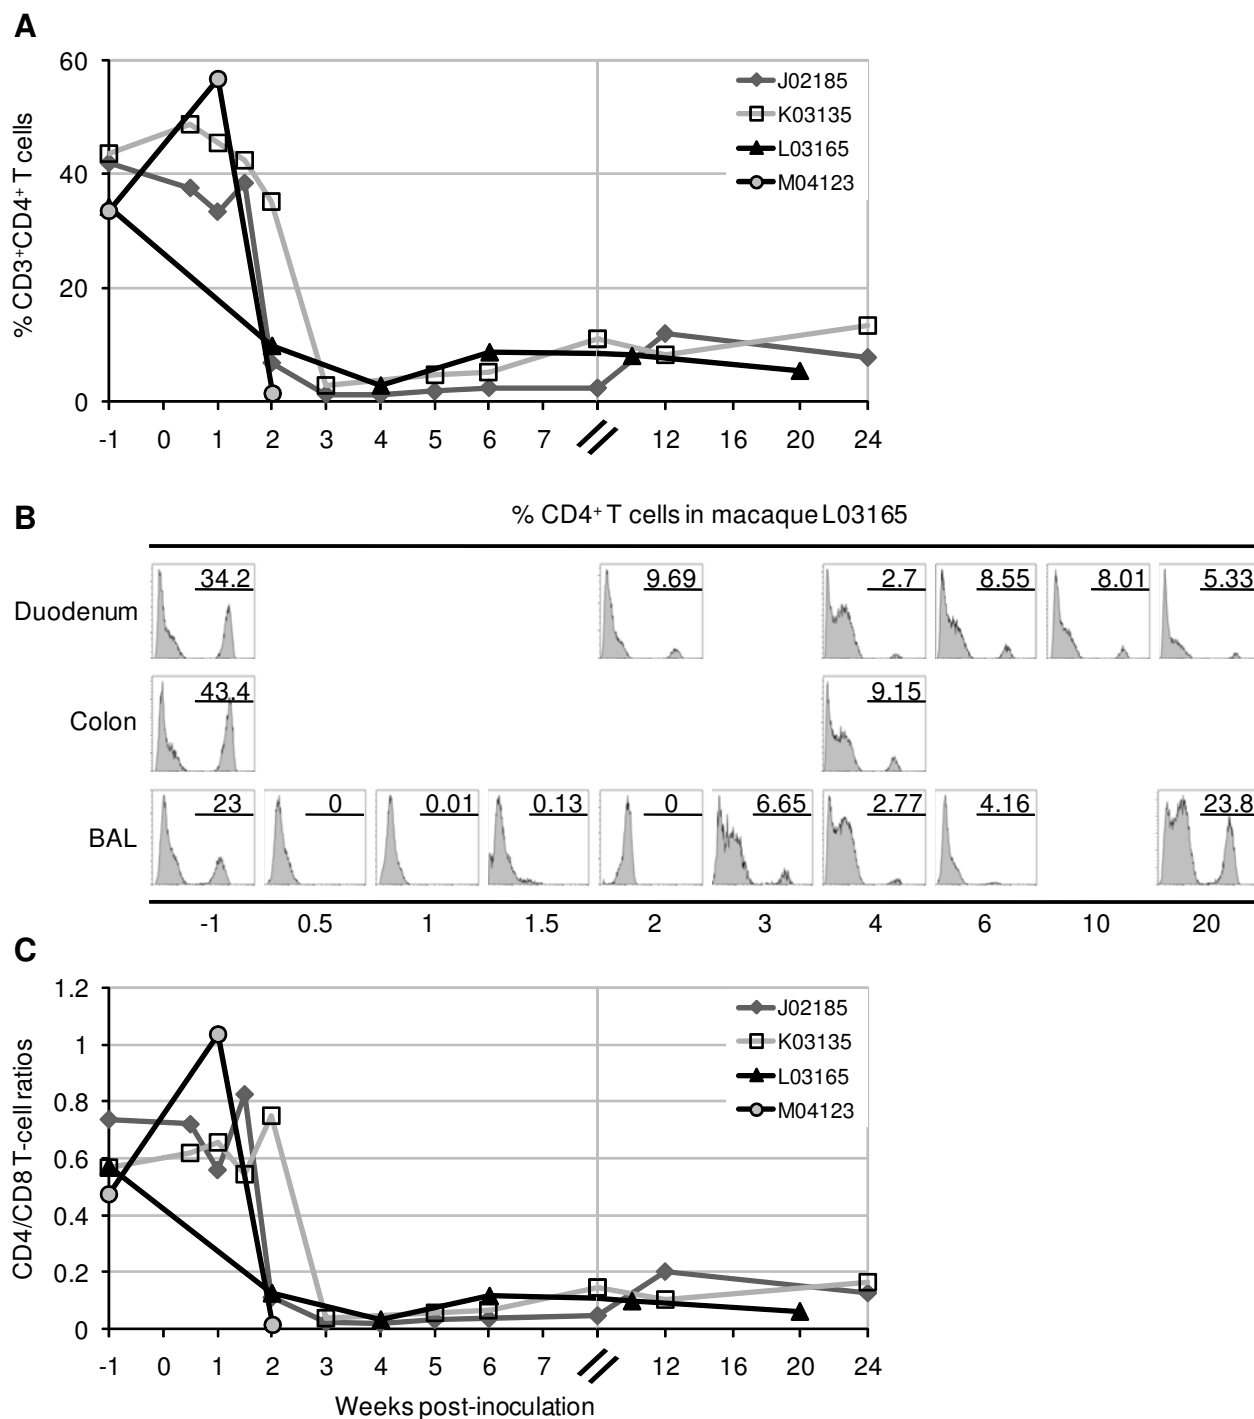 A
60
40
20
0
% CD3+CD4+ T cells
J02185
K03135
L03165
M04123
-1 0 1 2 3 4 5 6 7 // 12 16 20 24
B
% CD4+ T cells in macaque L03165
Duodenum 34.2 9.69 2.7 8.55 8.01 5.33
Colon 43.4 9.15
BAL 23 0 0.01 0.13 0 6.65 2.77 4.16 23.8
-1 0.5 1 1.5 2 3 4 6 10 20
C
1.2
1
0.8
0.6
0.4
0.2
0
CD4/CD8 T-cell ratios
J02185
K03135
L03165
M04123
-1 0 1 2 3 4 5 6 7 // 12 16 20 24
Weeks post-inoculation